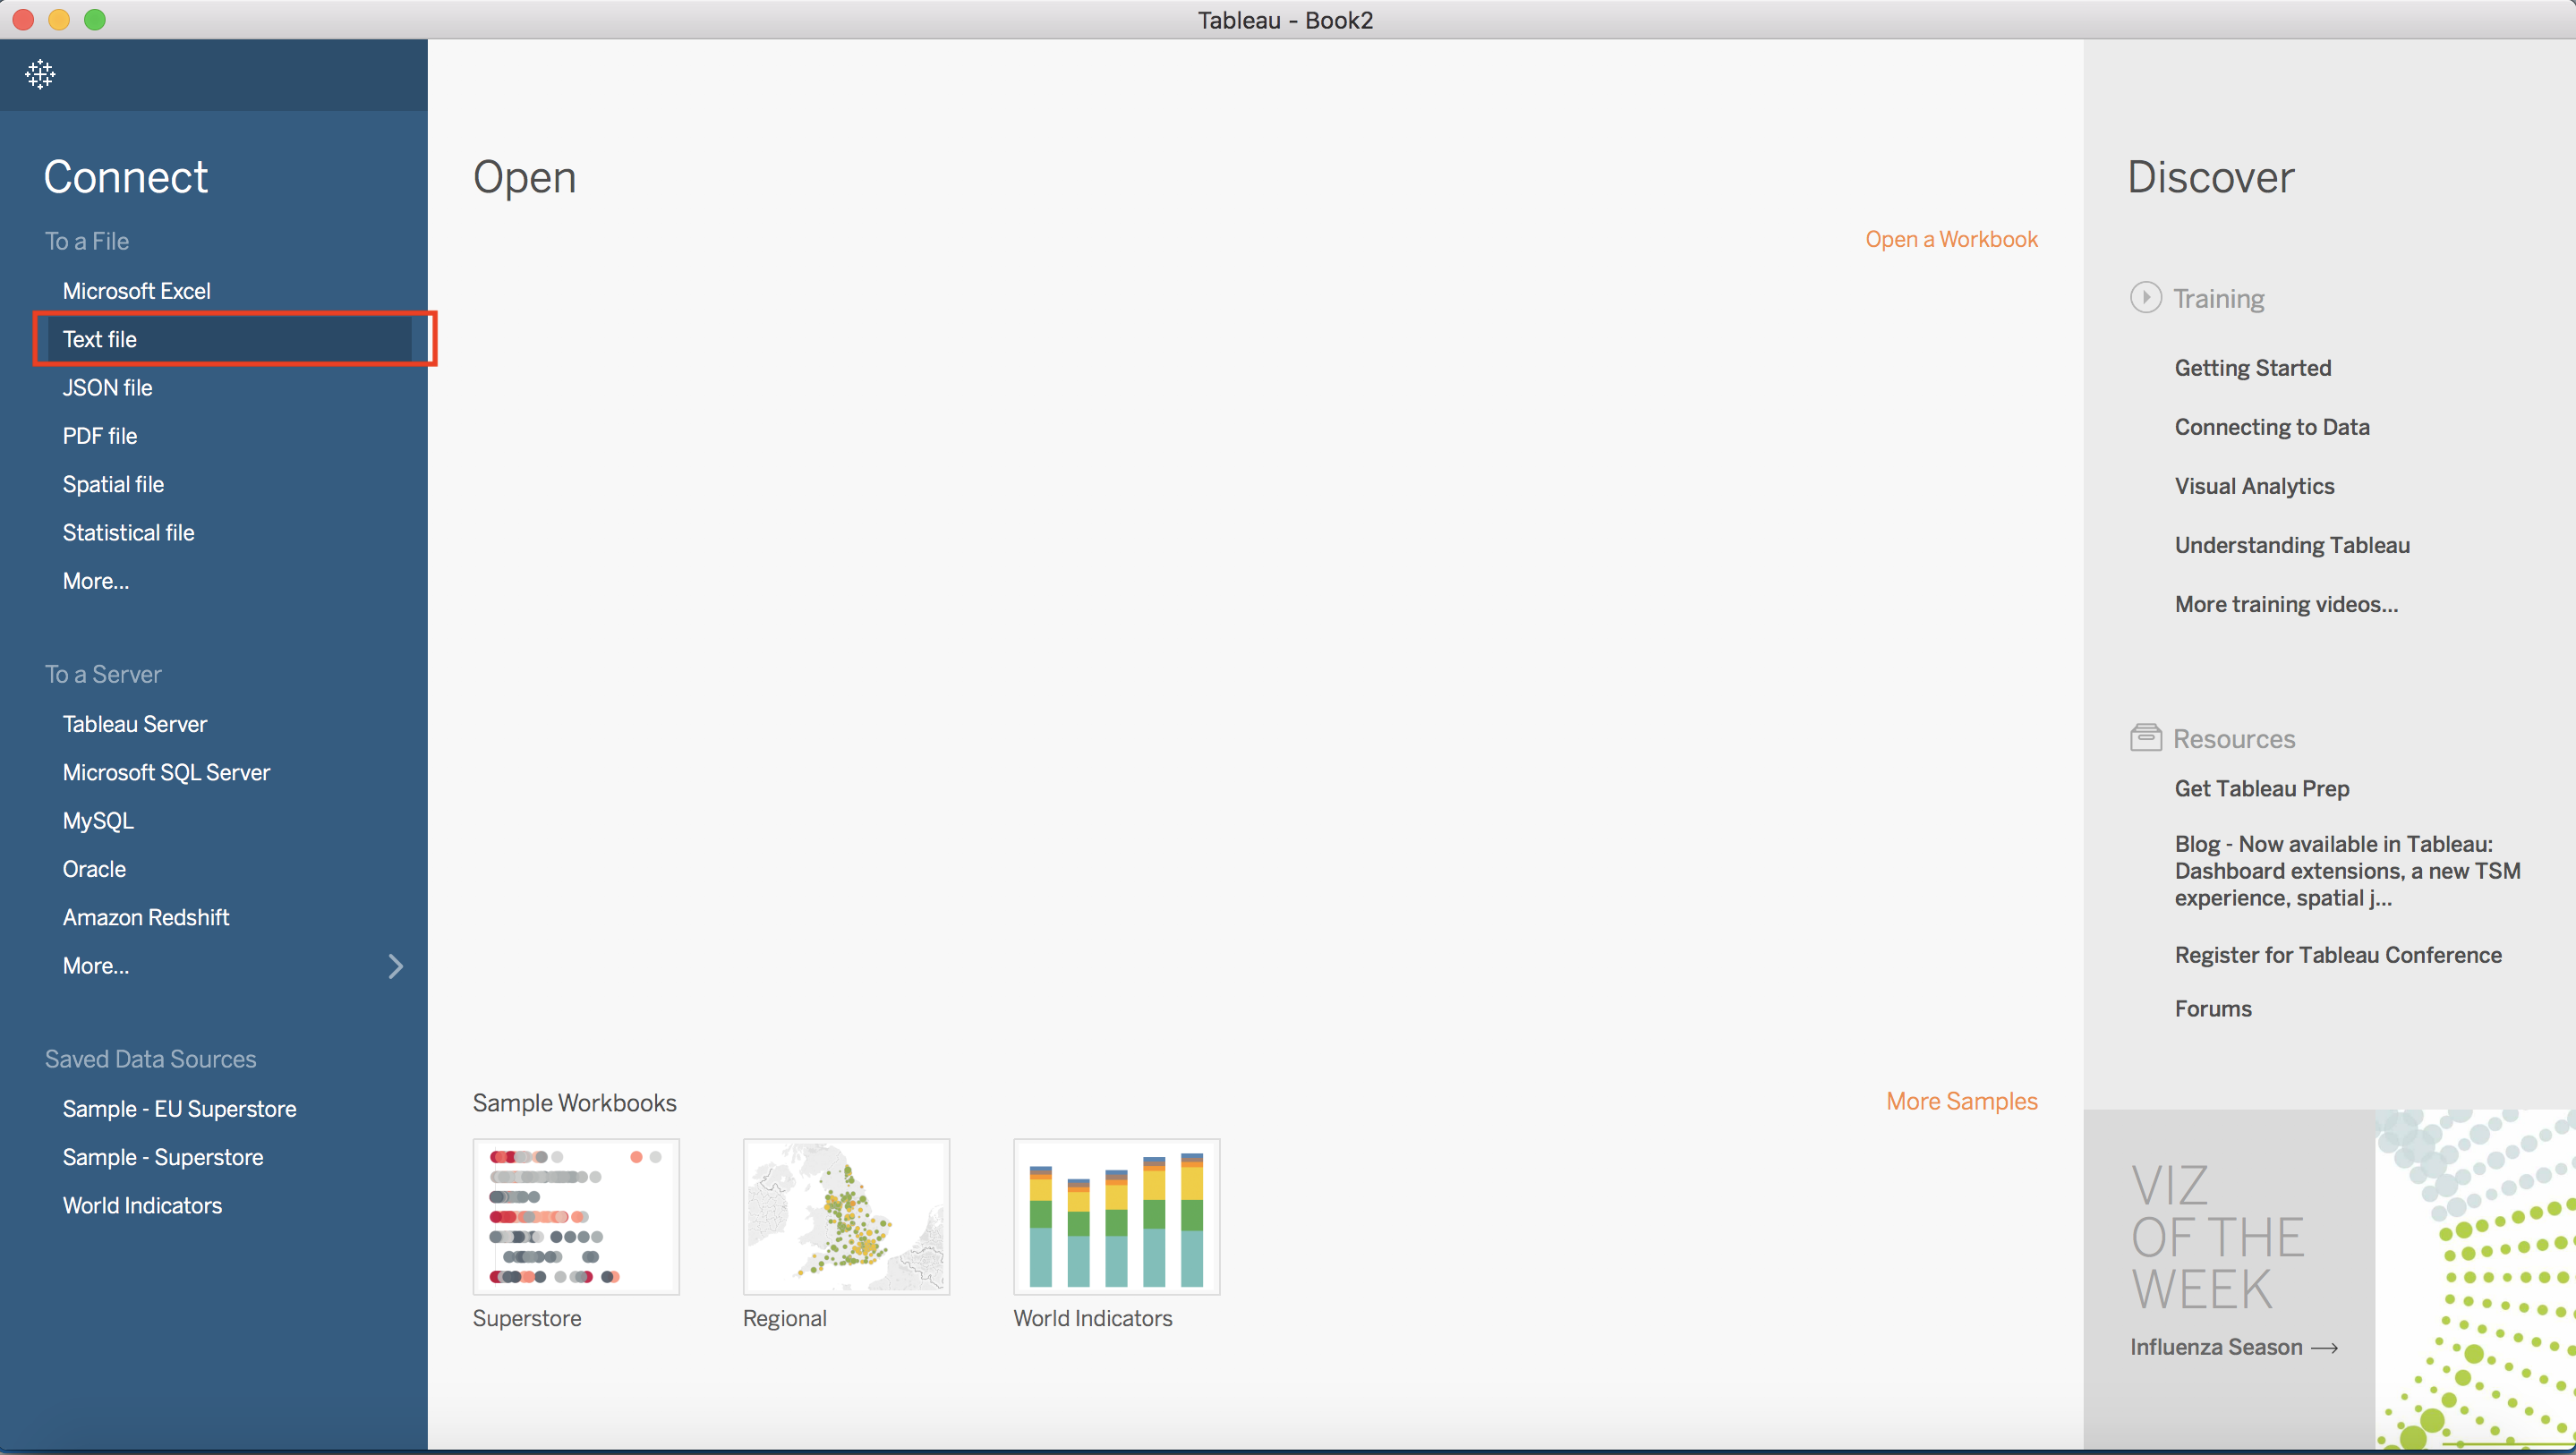 Tableau - Book2
Connect
To a File
Microsoft Excel
Text file
JSON file
PDF file
Spatial file
Statistical file
More...
To a Server
Tableau Server
Microsoft SQL Server
MySQL
Oracle
Amazon Redshift
More...
Saved Data Sources
Sample - EU Superstore
Sample - Superstore
World Indicators
Open
Open a Workbook
Sample Workbooks
More Samples
Superstore
Regional
World Indicators
Discover
Training
Getting Started
Connecting to Data
Visual Analytics
Understanding Tableau
More training videos...
Resources
Get Tableau Prep
Blog - Now available in Tableau:
Dashboard extensions, a new TSM
experience, spatial j...
Register for Tableau Conference
Forums
VIZ
OF THE
WEEK
Influenza Season